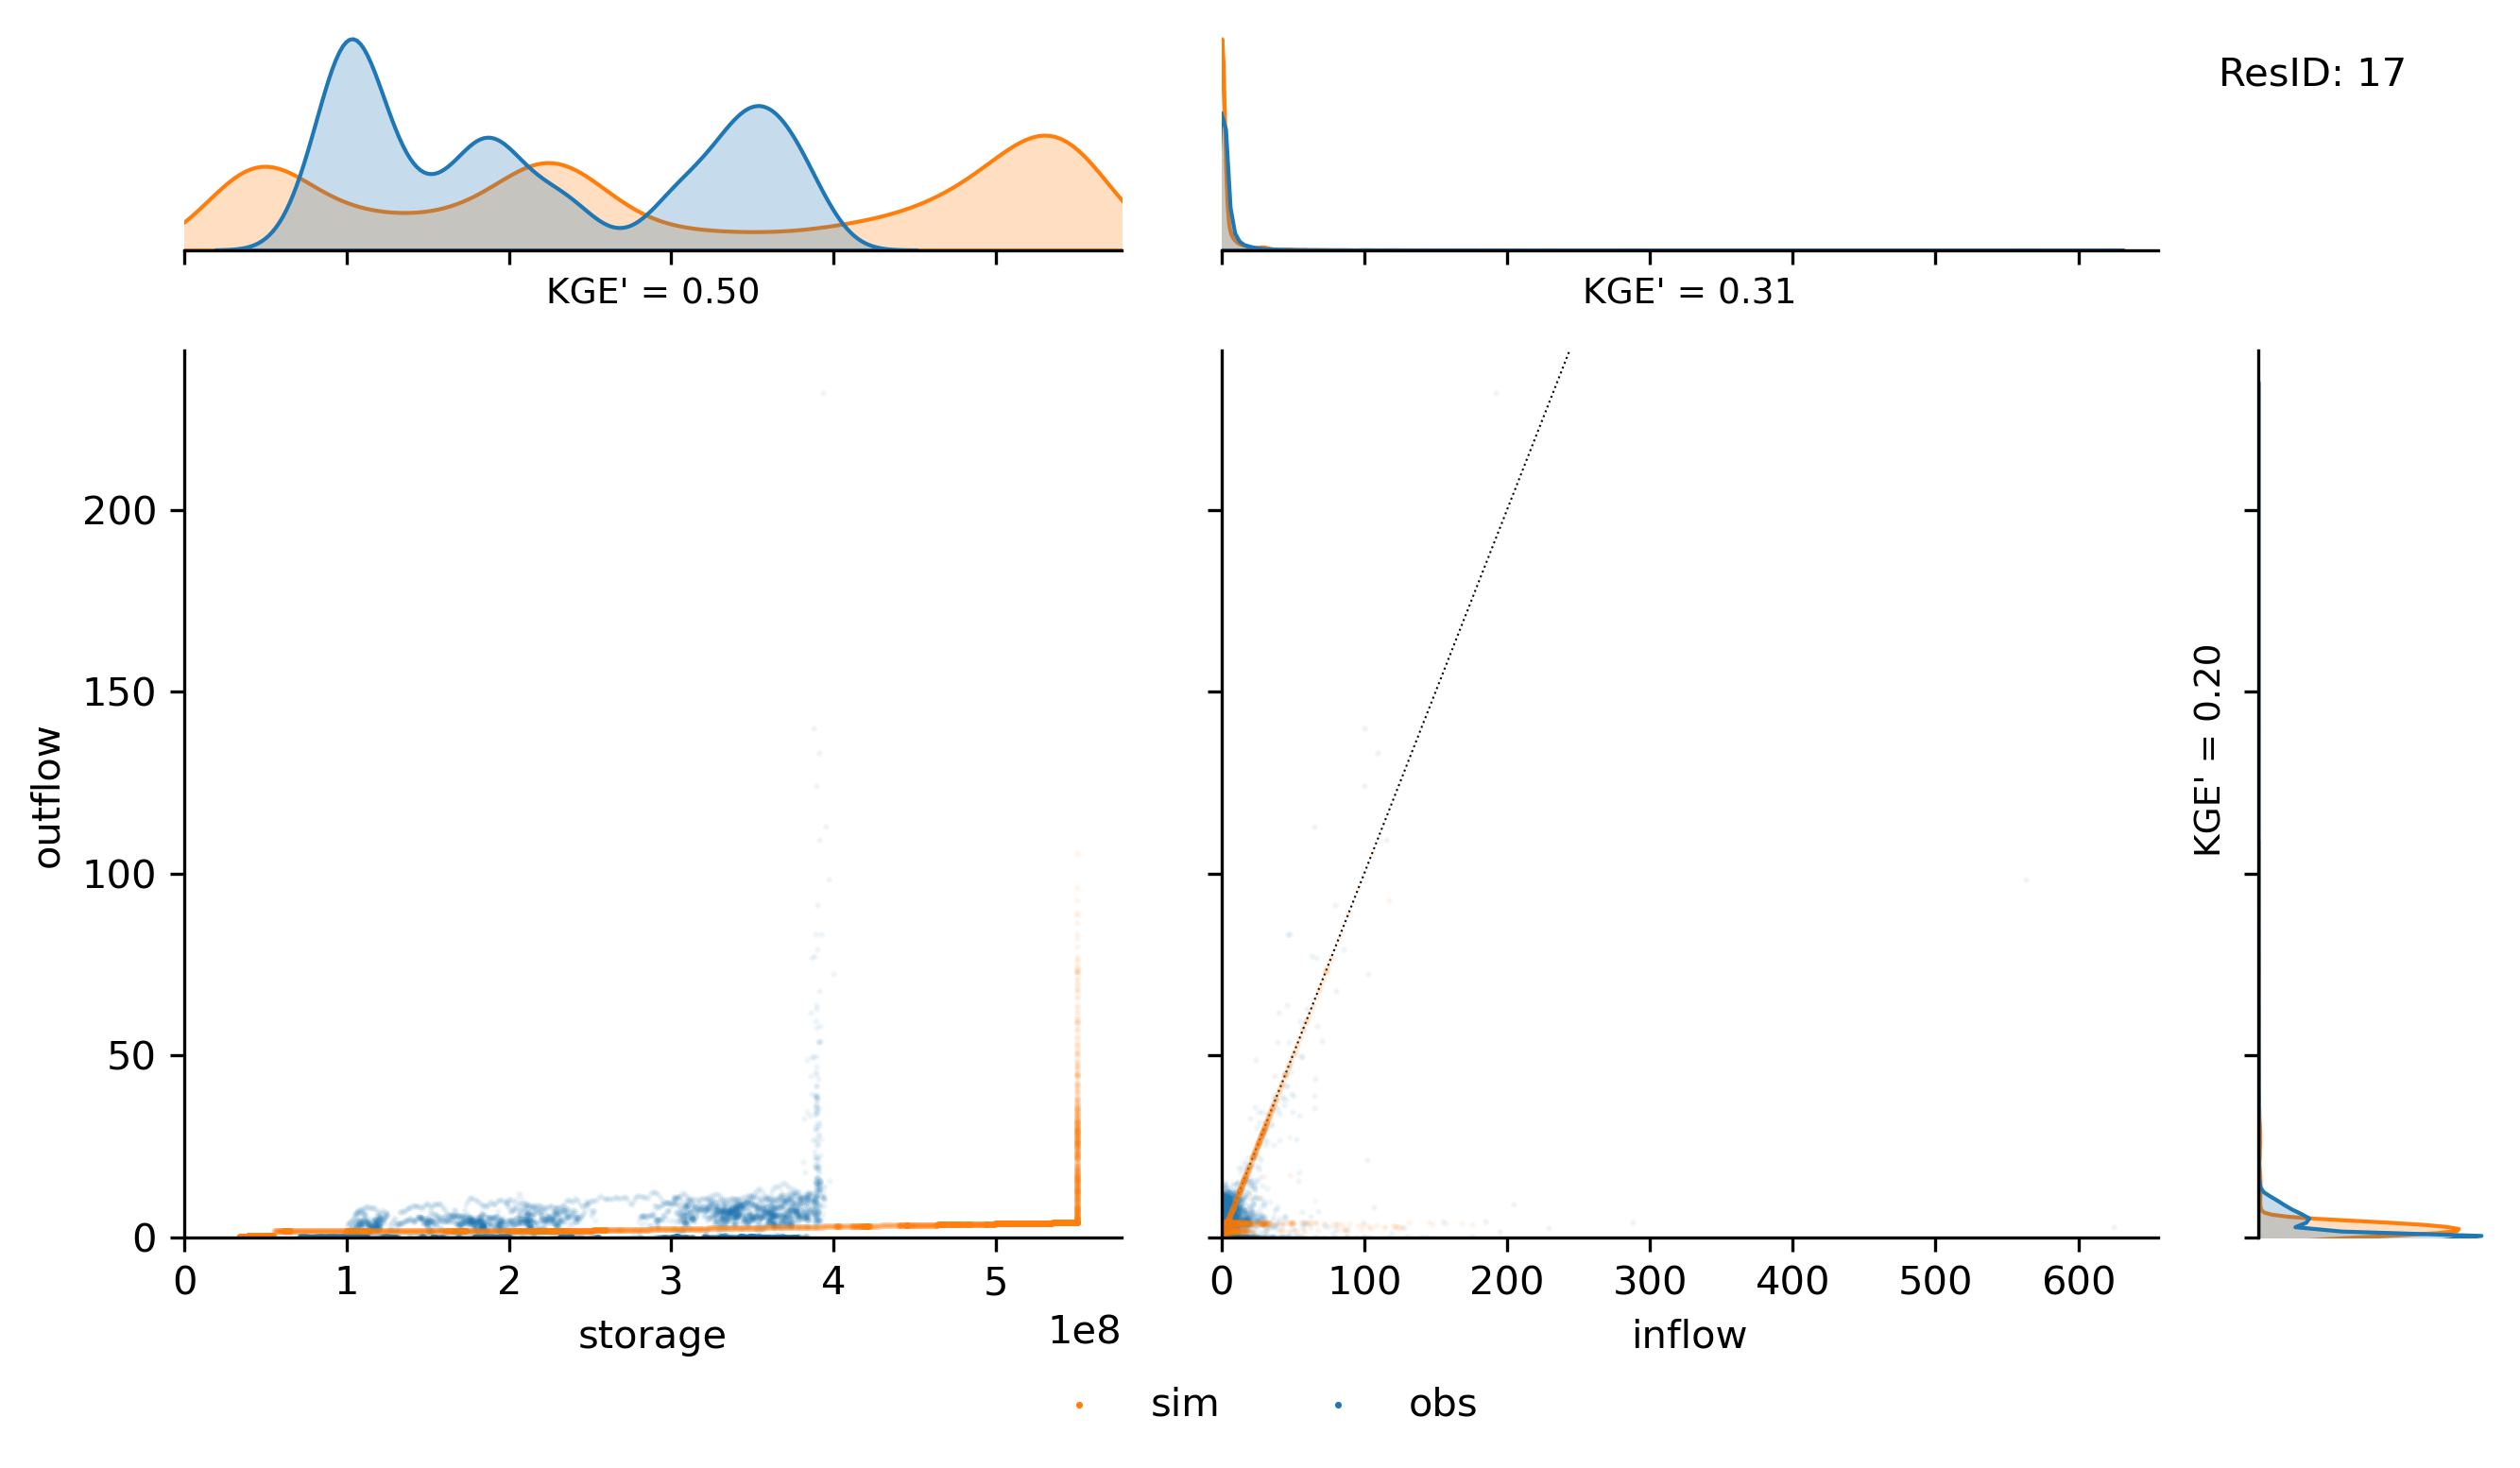 ResID: 17
KGE' = 0.50
KGE' = 0.31
outflow
200
150
100
50
0
0 1 2 3 4 5
storage
1e8
0 100 200 300 400 500 600
inflow
KGE' = 0.20
sim obs